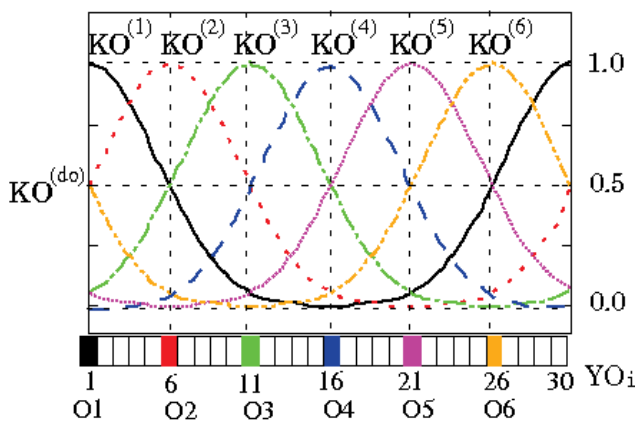 KO(1) KO(2) KO(3) KO(4) KO(5) KO(6)
1.0
KO(do)
0.5
0.0
1 6 11 16 21 26 30 YOi
O1 O2 O3 O4 O5 O6